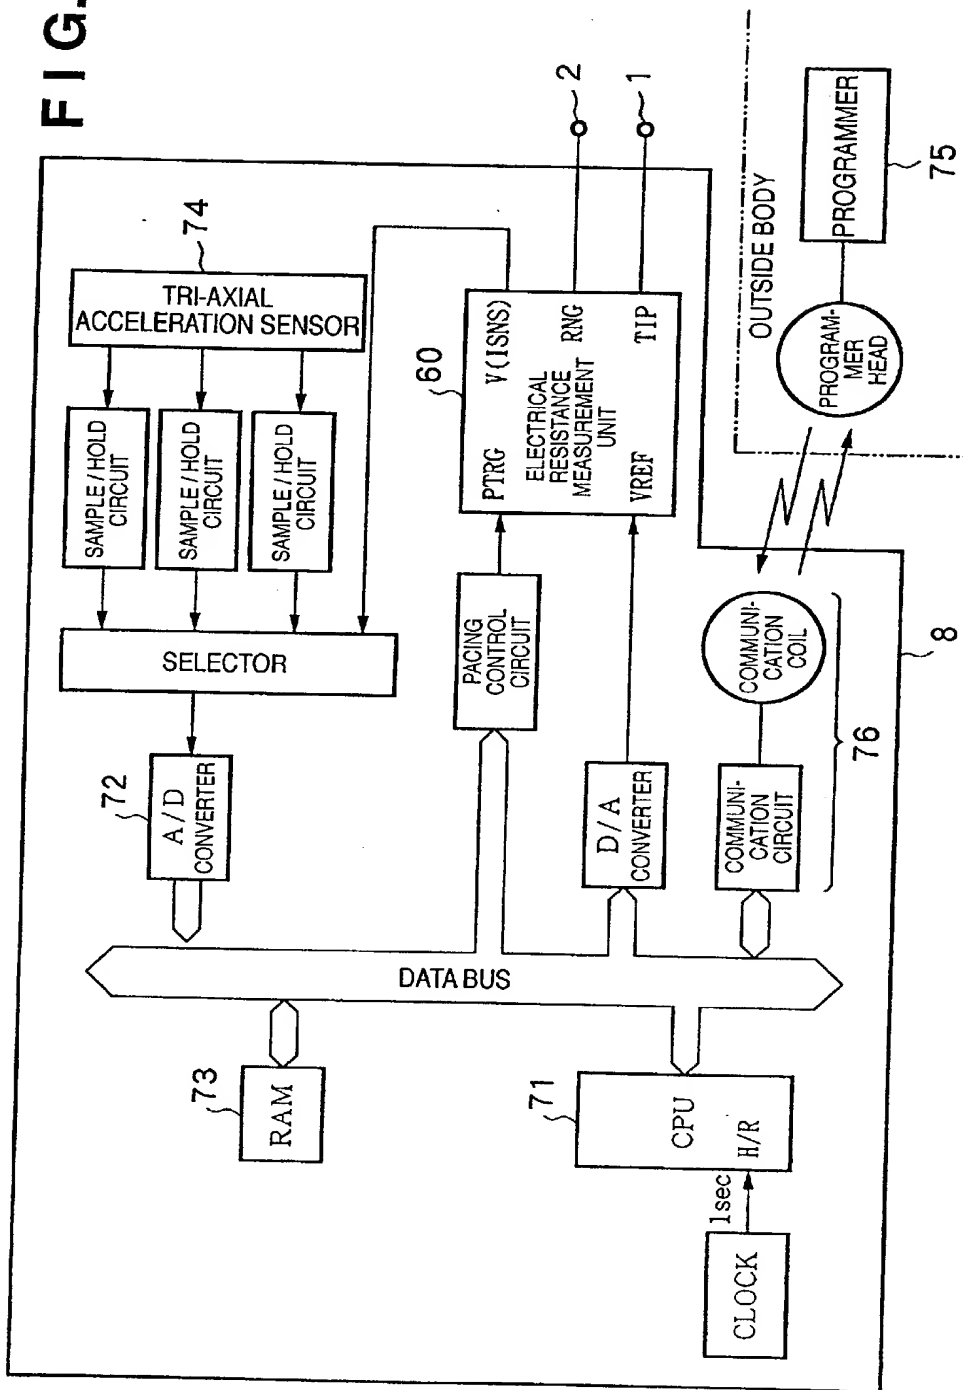 FIG.
74
TRI-AXIAL
ACCELERATION SENSOR
SAMPLE/HOLD
CIRCUIT
SAMPLE/HOLD
CIRCUIT
SAMPLE/HOLD
CIRCUIT
SELECTOR
72
A/D
CONVERTER
73
RAM
DATA BUS
60
PTRG
V(ISNS)
ELECTRICAL
RESISTANCE
MEASUREMENT
UNIT
RNG
VREF
TIP
2
1
PACING
CONTROL
CIRCUIT
D/A
CONVERTER
71
CPU
H/R
1sec
CLOCK
COMMUNI-
CATION
CIRCUIT
COMMUNI-
CATION
COIL
76
8
OUTSIDE BODY
PROGRAM-
MER
HEAD
PROGRAMMER
75